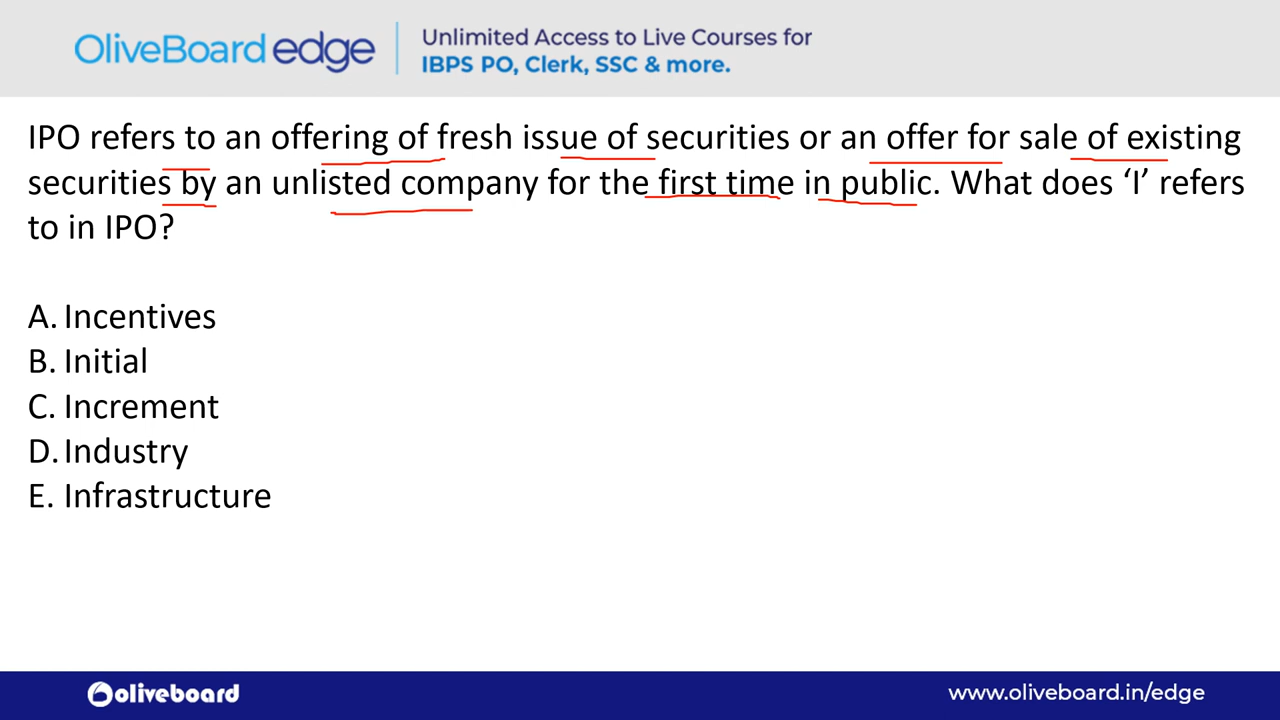 OliveBoard edge
Unlimited Access to Live Courses for
IBPS PO, Clerk, SSC & more.
IPO refers to an offering of fresh issue of securities or an offer for sale of existing
securities by an unlisted company for the first time in public. What does ‘I’ refers
to in IPO?
A. Incentives
B. Initial
C. Increment
D. Industry
E. Infrastructure
oliveboard
www.oliveboard.in/edge